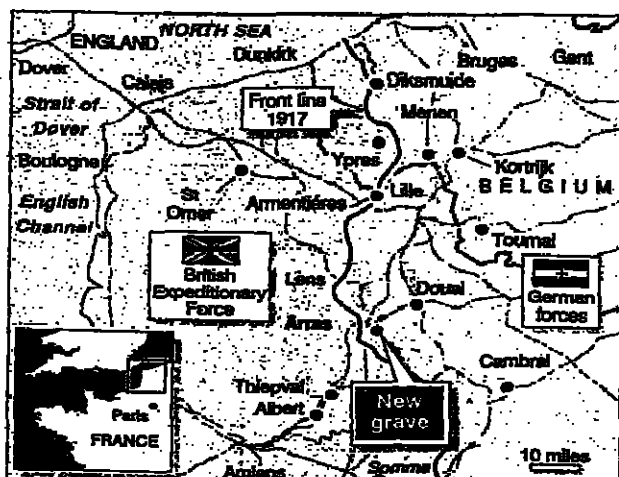 NORTH SEA
ENGLAND
Dunkirk
Bruges
Gent
Dover
Calais
Diksmuide
Strait of
Dover
Front line
1917
Menen
Boulogne
Ypres
Kortrijk
BELGIUM
English
Channel
St
Omer
Armentiéres
Lille
Tournai
British
Expeditionary
Force
Lens
Douai
German
forces
Arras
Cambrai
Thiepval
Albert
New
grave
Paris
FRANCE
Amiens
Somme
10 miles